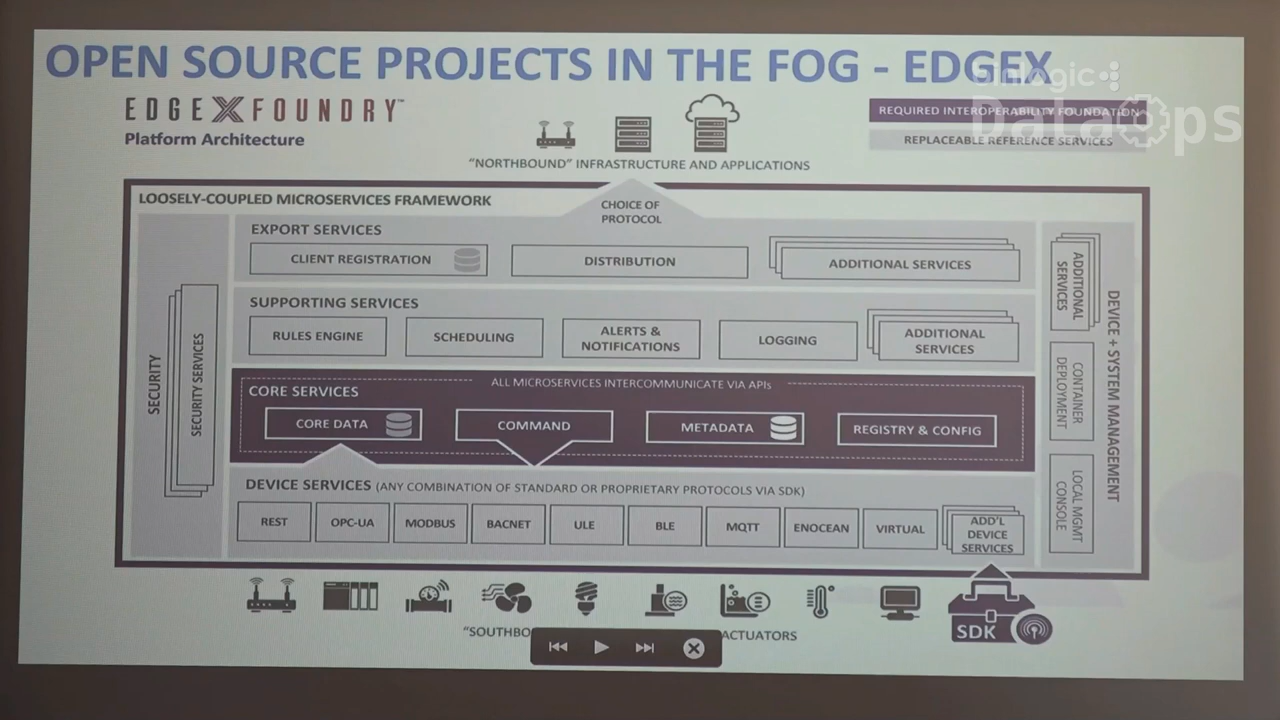 OPEN SOURCE PROJECTS IN THE FOG - EDGEX
binlogic
DataOps
EDGE X FOUNDRY™
Platform Architecture
REQUIRED INTEROPERABILITY FOUNDATION
REPLACEABLE REFERENCE SERVICES
"NORTHBOUND" INFRASTRUCTURE AND APPLICATIONS
LOOSELY-COUPLED MICROSERVICES FRAMEWORK
CHOICE OF
PROTOCOL
EXPORT SERVICES
CLIENT REGISTRATION
DISTRIBUTION
ADDITIONAL SERVICES
SUPPORTING SERVICES
RULES ENGINE
SCHEDULING
ALERTS &
NOTIFICATIONS
LOGGING
ADDITIONAL
SERVICES
ALL MICROSERVICES INTERCOMMUNICATE VIA APIs
CORE SERVICES
CORE DATA
COMMAND
METADATA
REGISTRY & CONFIG
DEVICE SERVICES (ANY COMBINATION OF STANDARD OR PROPRIETARY PROTOCOLS VIA SDK)
REST
OPC-UA
MODBUS
BACNET
ULE
BLE
MQTT
ENOCEAN
VIRTUAL
ADD'L
DEVICE
SERVICES
SECURITY
SECURITY SERVICES
ADDITIONAL
SERVICES
CONTAINER
DEPLOYMENT
LOCAL MGMT
CONSOLE
DEVICE + SYSTEM MANAGEMENT
ACTUATORS
SDK